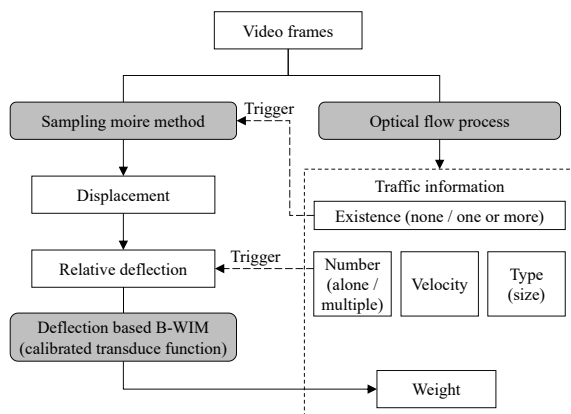 Video frames
Trigger
Sampling moire method
Optical flow process
Traffic information
Displacement
Existence (none / one or more)
Trigger
Relative deflection
Number
(alone /
multiple)
Velocity
Type
(size)
Deflection based B-WIM
(calibrated transduce function)
Weight